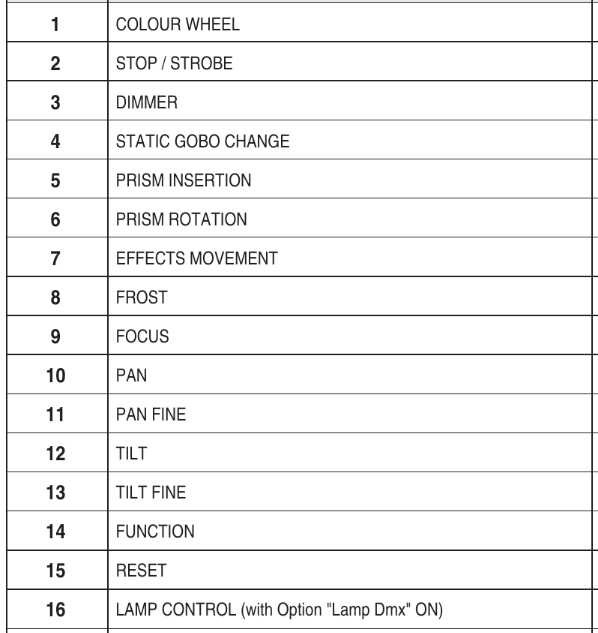 1 COLOUR WHEEL
2 STOP / STROBE
3 DIMMER
4 STATIC GOBO CHANGE
5 PRISM INSERTION
6 PRISM ROTATION
7 EFFECTS MOVEMENT
8 FROST
9 FOCUS
10 PAN
11 PAN FINE
12 TILT
13 TILT FINE
14 FUNCTION
15 RESET
16 LAMP CONTROL (with Option "Lamp Dmx" ON)